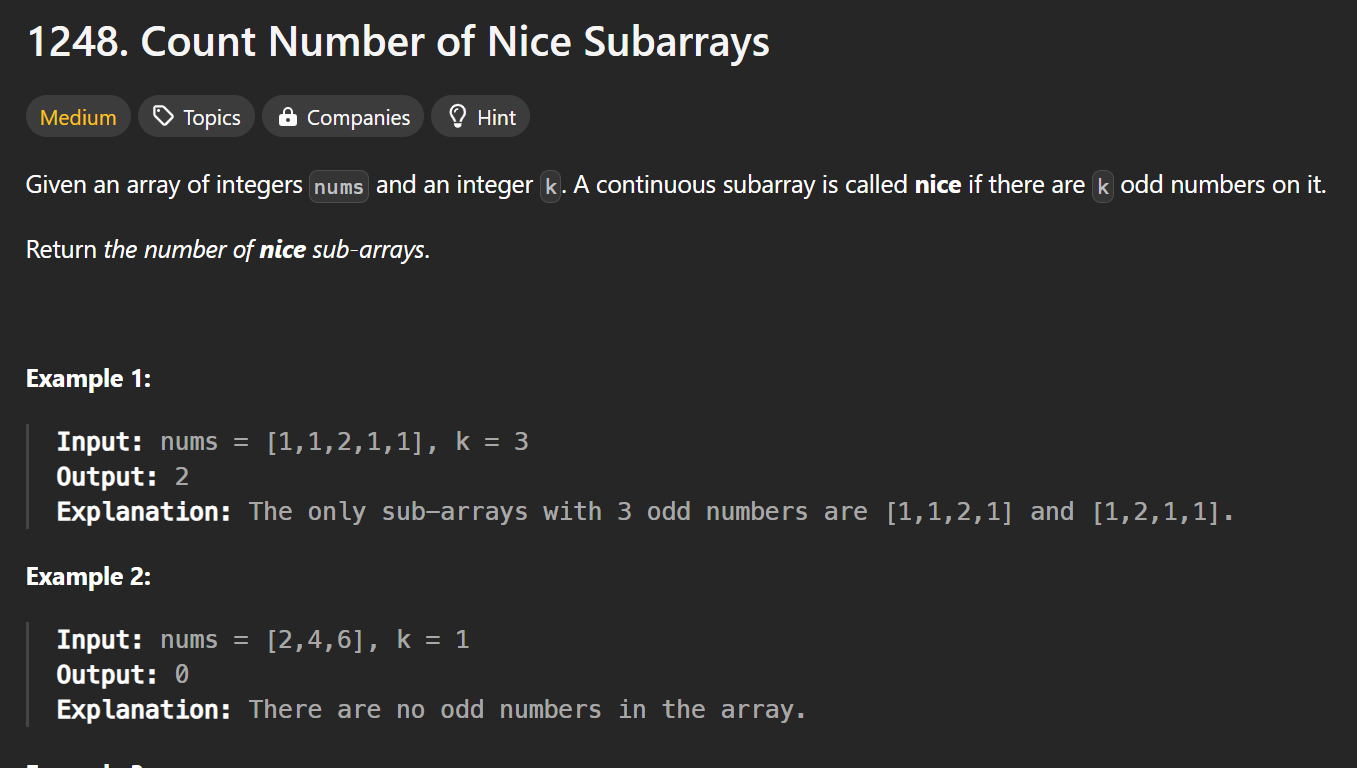 1248. Count Number of Nice Subarrays
Medium Topics Companies Hint
Given an array of integers nums and an integer k. A continuous subarray is called nice if there are k odd numbers on it.
Return the number of nice sub-arrays.
Example 1:
Input: nums = [1,1,2,1,1], k = 3
Output: 2
Explanation: The only sub-arrays with 3 odd numbers are [1,1,2,1] and [1,2,1,1].
Example 2:
Input: nums = [2,4,6], k = 1
Output: 0
Explanation: There are no odd numbers in the array.